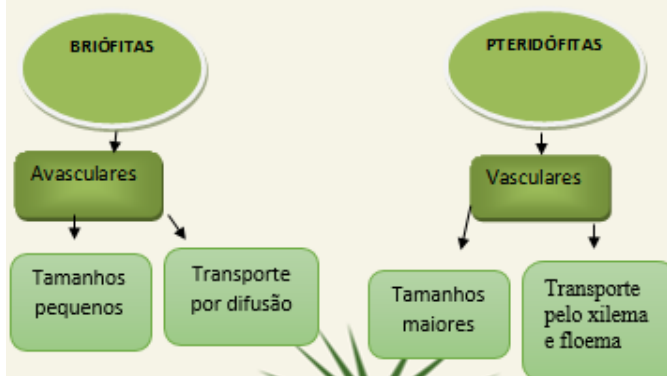 BRIÓFITAS
PTERIDÓFITAS
Avasculares
Vasculares
Tamanhos
pequenos
Transporte
por difusão
Tamanhos
maiores
Transporte
pelo xilema
e floema